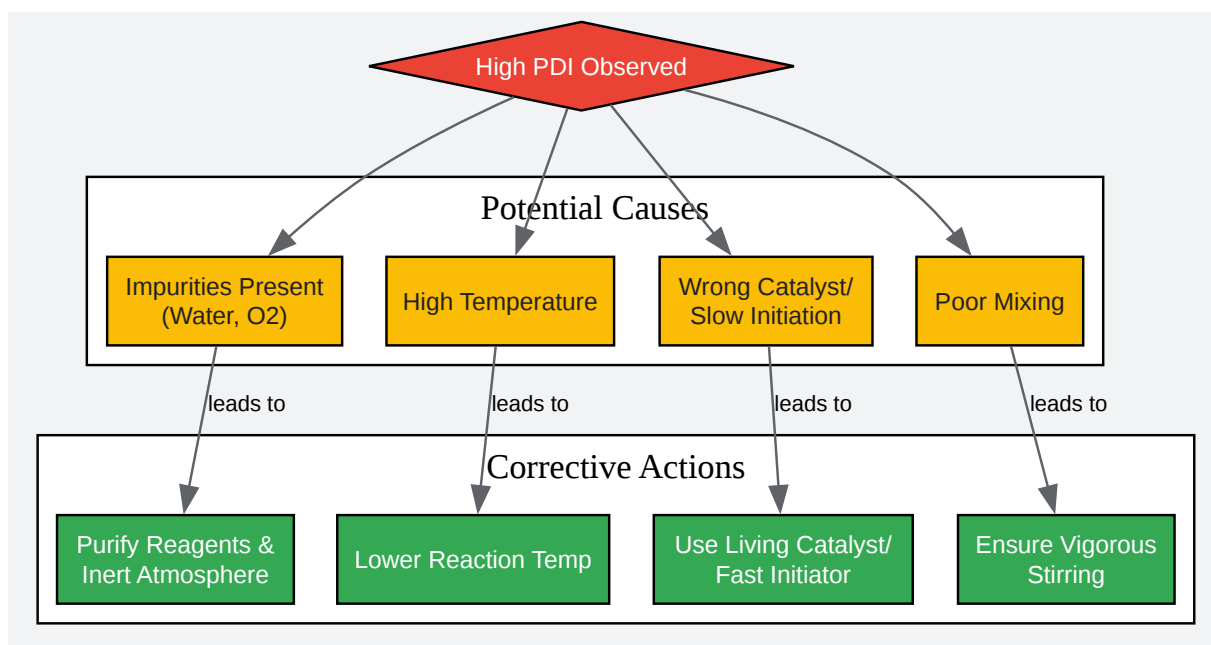 High PDI Observed
Potential Causes
Impurities Present
(Water, O2)
High Temperature
Wrong Catalyst/
Slow Initiation
Poor Mixing
leads to
leads to
leads to
leads to
Corrective Actions
Purify Reagents &
Inert Atmosphere
Lower Reaction Temp
Use Living Catalyst/
Fast Initiator
Ensure Vigorous
Stirring